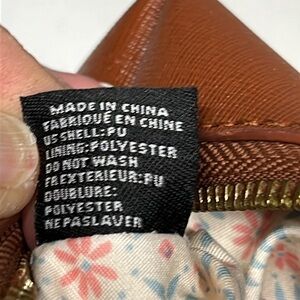 MADE IN CHINA
FABRIQUÉ EN CHINE
US SHELL:PU
LINING:POLYESTER
DO NOT WASH
FR EXTERIEUR:PU
DOUBLURE:
POLYESTER
NE PAS LAVER